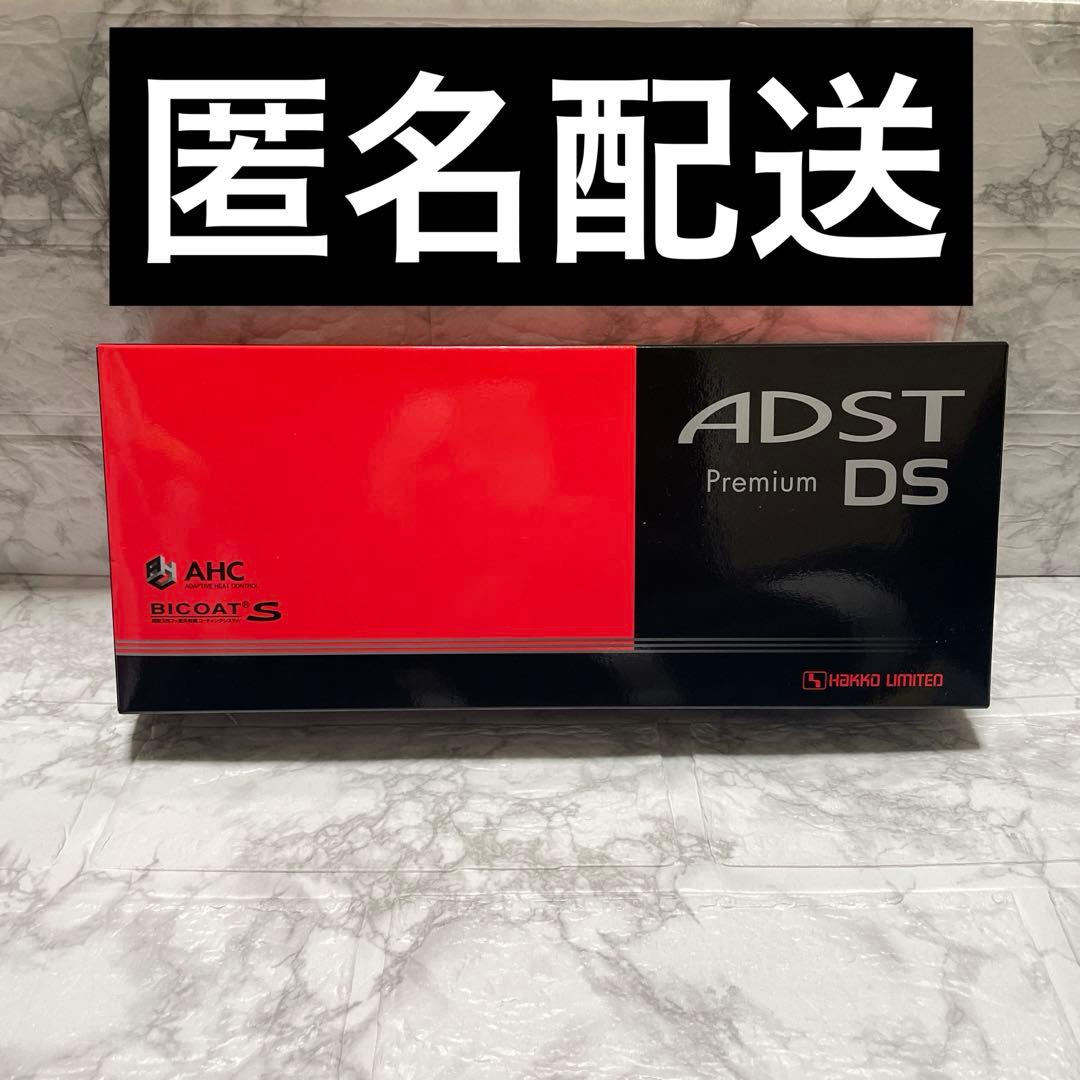 匿名配送
ADST
Premium DS
AHC
ADAPTIVE HEAT CONTROL
BICOAT® S
HAKKO LIMITED